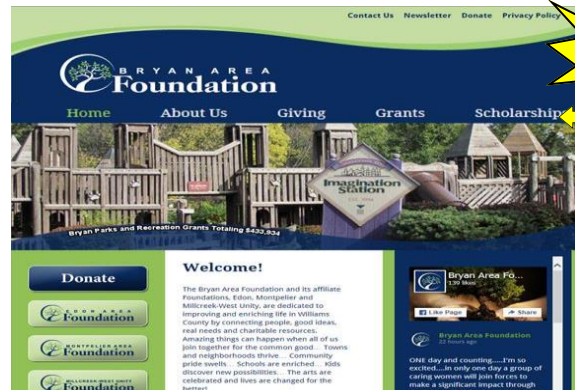 Contact Us Newsletter Donate Privacy Policy
BRYAN AREA
Foundation
Home About Us Giving Grants Scholarship
Imagination
Station
Bryan Parks and Recreation Grants Totaling $433,934
Donate
EDON AREA
Foundation
MONTPELIER AREA
Foundation
MILLCREEK-WEST UNITY
Foundation
Welcome!
The Bryan Area Foundation and its affiliate
Foundations, Edon, Montpelier and
Millcreek-West Unity, are dedicated to
improving and enriching life in Williams
County by connecting people, good ideas,
real needs and charitable resources.
Amazing things can happen when all of us
join together for the common good... Towns
and neighborhoods thrive... Community
pride swells... Schools are enriched... Kids
discover new possibilities... The arts are
celebrated and lives are changed for the
better!
Bryan Area Fo...
139 likes
Like Page Share
Bryan Area Foundation
22 hours ago
ONE day and counting.....I'm so
excited....in only one day a group of
caring women will join forces to
make a significant impact through